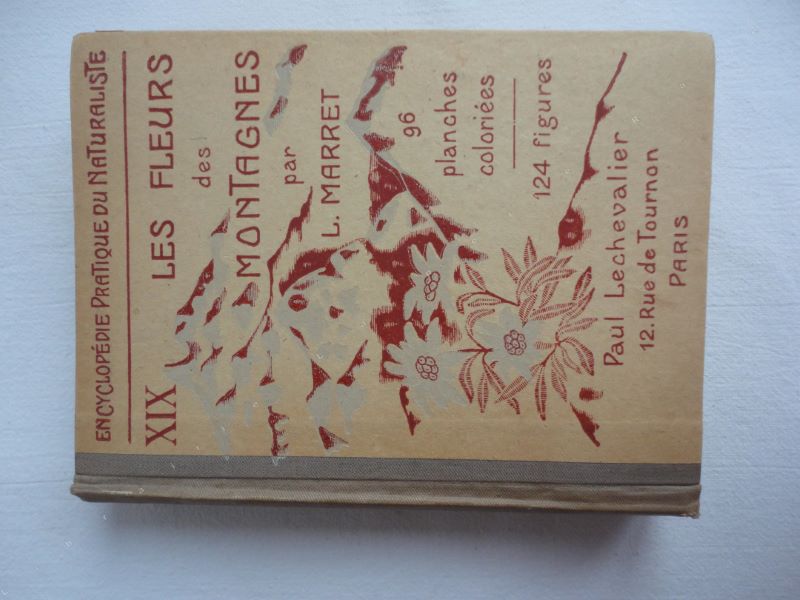 ENCYCLOPÉDIE PRATIQUE DU NATURALISTE
XIX LES FLEURS
des
MONTAGNES
par
L. MARRET
96
planches
coloriées
124 figures
Paul Lechevalier
12. Rue de Tournon
PARIS